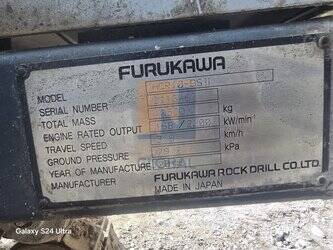 FURUKAWA
MODEL
SERIAL NUMBER
TOTAL MASS kg
ENGINE RATED OUTPUT kW/min⁻¹
TRAVEL SPEED km/h
GROUND PRESSURE kPa
YEAR OF MANUFACTURE
MANUFACTURER FURUKAWA ROCK DRILL CO.LTD.
MADE IN JAPAN
Galaxy S24 Ultra